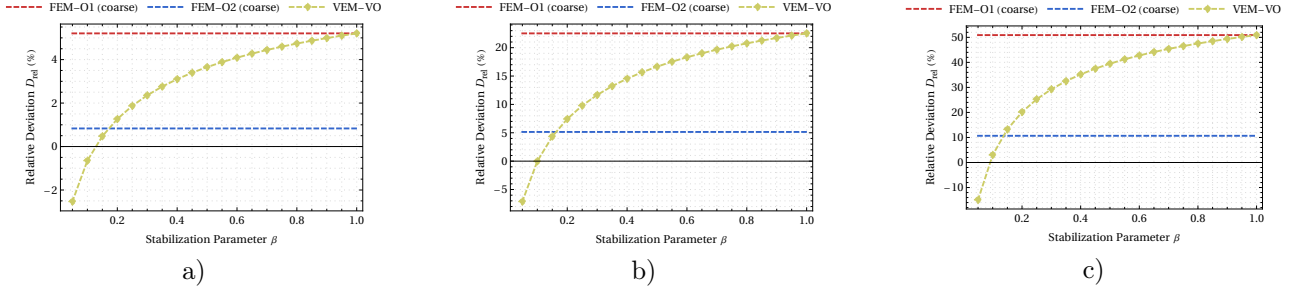 FEM–O1 (coarse) FEM–O2 (coarse) VEM–VO
Relative Deviation D_rel (%)
4
2
0
−2
0.2 0.4 0.6 0.8 1.0
Stabilization Parameter β
a)
FEM–O1 (coarse) FEM–O2 (coarse) VEM–VO
Relative Deviation D_rel (%)
20
15
10
5
0
−5
0.2 0.4 0.6 0.8 1.0
Stabilization Parameter β
b)
FEM–O1 (coarse) FEM–O2 (coarse) VEM–VO
Relative Deviation D_rel (%)
50
40
30
20
10
0
−10
0.2 0.4 0.6 0.8 1.0
Stabilization Parameter β
c)